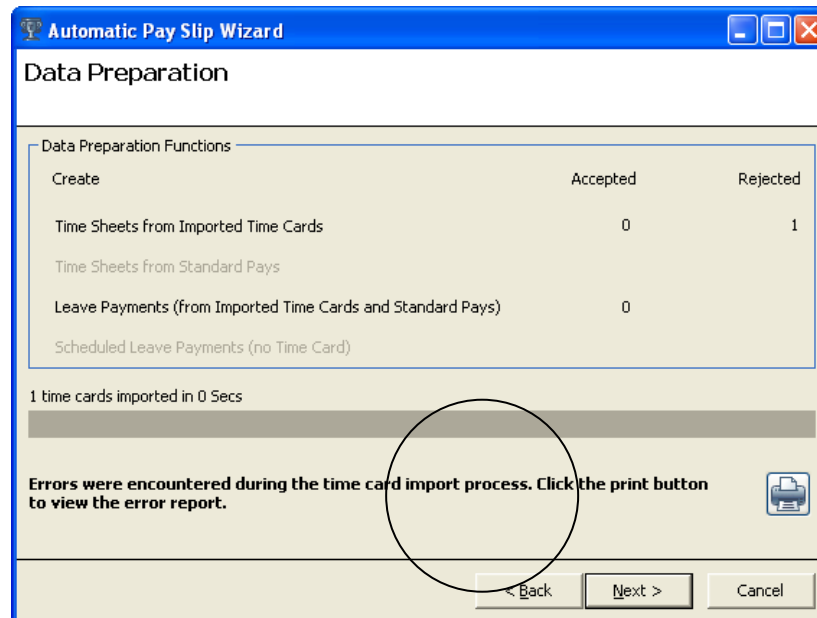 Automatic Pay Slip Wizard
Data Preparation
Data Preparation Functions
Create Accepted Rejected
Time Sheets from Imported Time Cards 0 1
Time Sheets from Standard Pays
Leave Payments (from Imported Time Cards and Standard Pays) 0
Scheduled Leave Payments (no Time Card)
1 time cards imported in 0 Secs
Errors were encountered during the time card import process. Click the print button
to view the error report.
< Back Next > Cancel